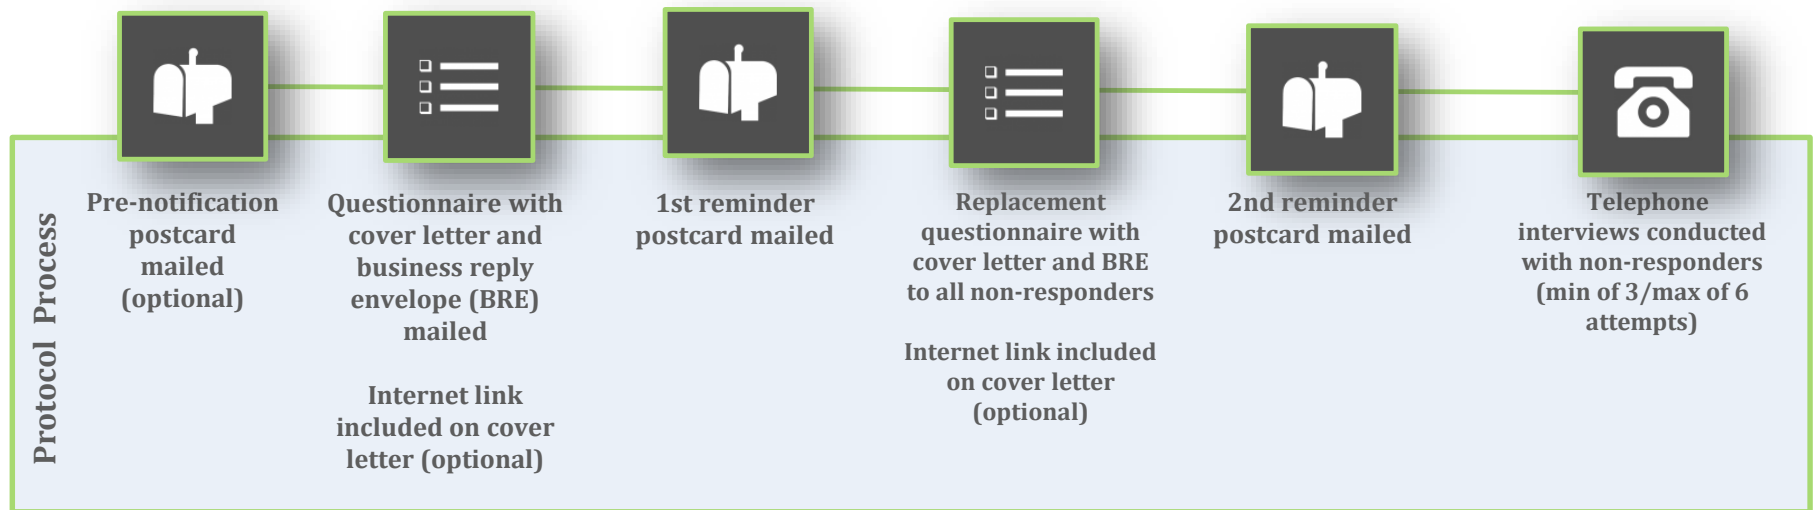 Protocol Process
Pre-notification
postcard
mailed
(optional)
Questionnaire with
cover letter and
business reply
envelope (BRE)
mailed
Internet link
included on cover
letter (optional)
1st reminder
postcard mailed
Replacement
questionnaire with
cover letter and BRE
to all non-responders
Internet link included
on cover letter
(optional)
2nd reminder
postcard mailed
Telephone
interviews conducted
with non-responders
(min of 3/max of 6
attempts)